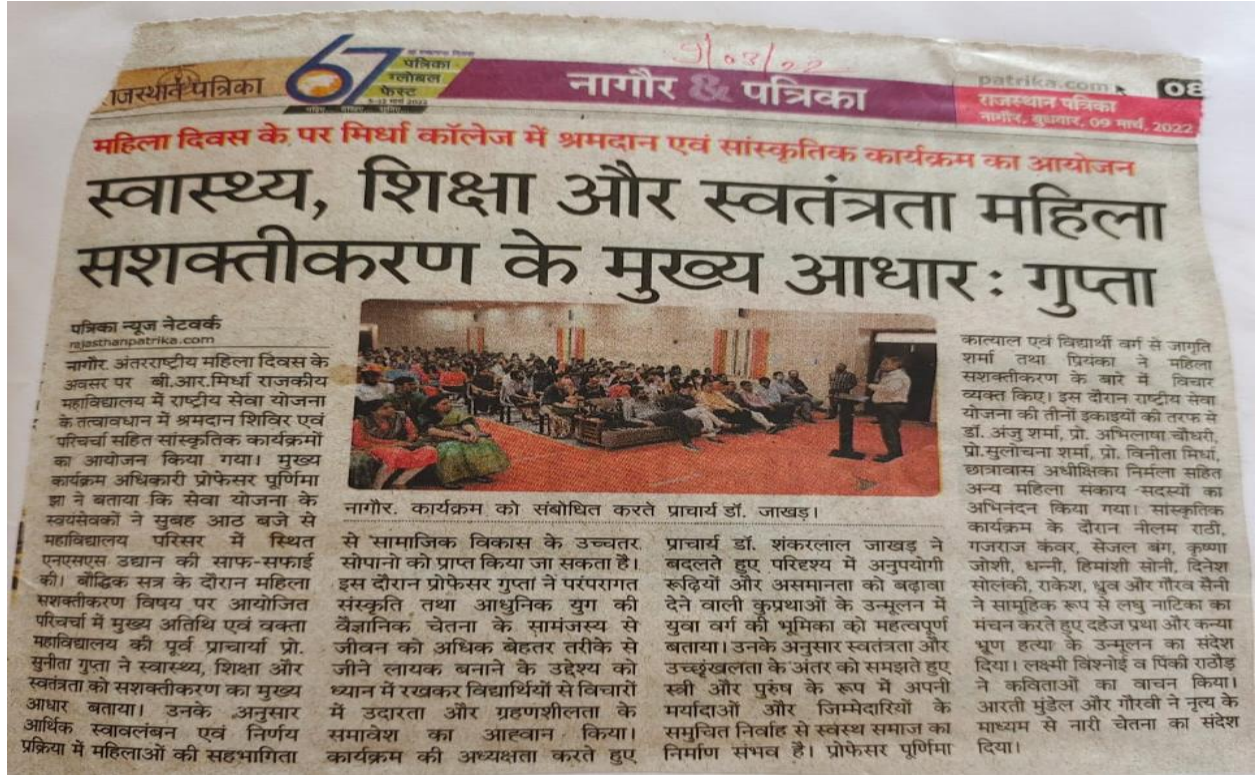 राजस्थान पत्रिका
67
पत्रिका
ग्लोबल
फेस्ट
9/03/22
नागौर & पत्रिका
patrika.com
राजस्थान पत्रिका
नागौर, बुधवार, 09 मार्च, 2022
महिला दिवस के पर मिर्धा कॉलेज में श्रमदान एवं सांस्कृतिक कार्यक्रम का आयोजन
स्वास्थ्य, शिक्षा और स्वतंत्रता महिला
सशक्तीकरण के मुख्य आधार : गुप्ता
पत्रिका न्यूज नेटवर्क
rajasthanpatrika.com
नागौर. अंतरराष्ट्रीय महिला दिवस के
अवसर पर बी.आर.मिर्धा राजकीय
महाविद्यालय में राष्ट्रीय सेवा योजना
के तत्वावधान में श्रमदान शिविर एवं
परिचर्चा सहित सांस्कृतिक कार्यक्रमों
का आयोजन किया गया। मुख्य
कार्यक्रम अधिकारी प्रोफेसर पूर्णिमा
झा ने बताया कि सेवा योजना के
स्वयंसेवकों ने सुबह आठ बजे से
महाविद्यालय परिसर में स्थित
एनएसएस उद्यान की साफ-सफाई
की। बौद्धिक सत्र के दौरान महिला
सशक्तीकरण विषय पर आयोजित
परिचर्चा में मुख्य अतिथि एवं वक्ता
महाविद्यालय की पूर्व प्राचार्या प्रो.
सुनीता गुप्ता ने स्वास्थ्य, शिक्षा और
स्वतंत्रता को सशक्तीकरण का मुख्य
आधार बताया। उनके अनुसार
आर्थिक स्वावलंबन एवं निर्णय
प्रक्रिया में महिलाओं की सहभागिता
नागौर. कार्यक्रम को संबोधित करते प्राचार्य डॉ. जाखड़।
से सामाजिक विकास के उच्चतर
सोपानो को प्राप्त किया जा सकता है।
इस दौरान प्रोफेसर गुप्ता ने परंपरागत
संस्कृति तथा आधुनिक युग की
वैज्ञानिक चेतना के सामंजस्य से
जीवन को अधिक बेहतर तरीके से
जीने लायक बनाने के उद्देश्य को
ध्यान में रखकर विद्यार्थियों से विचारों
में उदारता और ग्रहणशीलता के
समावेश का आह्वान किया।
कार्यक्रम की अध्यक्षता करते हुए
प्राचार्य डॉ. शंकरलाल जाखड़ ने
बदलते हुए परिदृश्य में अनुपयोगी
रूढ़ियों और असमानता को बढ़ावा
देने वाली कुप्रथाओं के उन्मूलन में
युवा वर्ग की भूमिका को महत्वपूर्ण
बताया। उनके अनुसार स्वतंत्रता और
उच्छृंखलता के अंतर को समझते हुए
स्त्री और पुरुष के रूप में अपनी
मर्यादाओं और जिम्मेदारियों के
समुचित निर्वाह से स्वस्थ समाज का
निर्माण संभव है। प्रोफेसर पूर्णिमा
कात्याल एवं विद्यार्थी वर्ग से जागृति
शर्मा तथा प्रियंका ने महिला
सशक्तीकरण के बारे में विचार
व्यक्त किए। इस दौरान राष्ट्रीय सेवा
योजना की तीनों इकाइयों की तरफ से
डॉ. अंजु शर्मा, प्रो. अभिलाषा चौधरी,
प्रो.सुलोचना शर्मा, प्रो. विनीता मिर्धा,
छात्रावास अधीक्षिका निर्मला सहित
अन्य महिला संकाय सदस्यों का
अभिनंदन किया गया। सांस्कृतिक
कार्यक्रम के दौरान नीलम राठी,
गजराज कंवर, सेजल बंग, कृष्णा
जोशी, धन्नी, हिमांशी सोनी, दिनेश
सोलंकी, राकेश, ध्रुव और गौरव सैनी
ने सामूहिक रूप से लघु नाटिका का
मंचन करते हुए दहेज प्रथा और कन्या
भ्रूण हत्या के उन्मूलन का संदेश
दिया। लक्ष्मी विश्नोई व पिंकी राठौड़
ने कविताओं का वाचन किया।
आरती मुंडेल और गौरवी ने नृत्य के
माध्यम से नारी चेतना का संदेश
दिया।